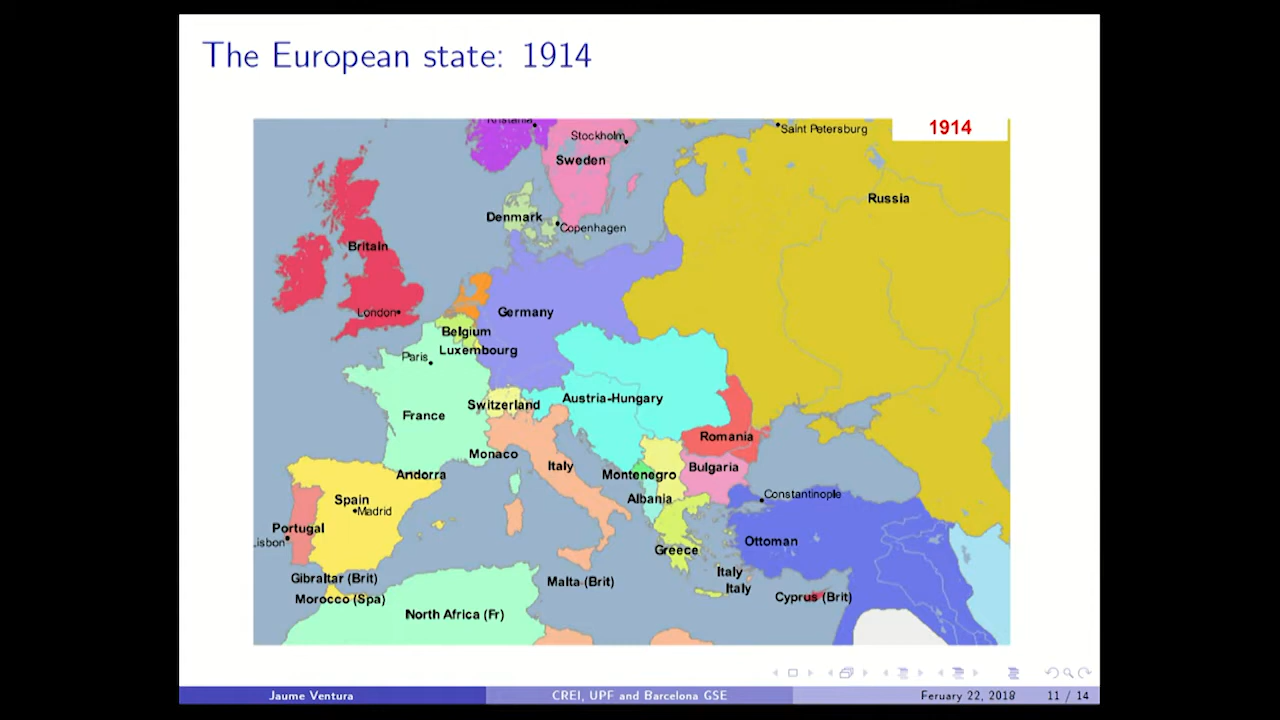 The European state: 1914
1914
Kristiania
Stockholm
Saint Petersburg
Sweden
Russia
Denmark
Copenhagen
Britain
London
Germany
Belgium
Paris
Luxembourg
Switzerland
Austria-Hungary
France
Romania
Monaco
Italy
Bulgaria
Andorra
Montenegro
Constantinople
Spain
Albania
Madrid
Portugal
Lisbon
Ottoman
Greece
Italy
Gibraltar (Brit)
Malta (Brit)
Italy
Morocco (Spa)
Cyprus (Brit)
North Africa (Fr)
Jaume Ventura CREI, UPF and Barcelona GSE Feruary 22, 2018 11 / 14